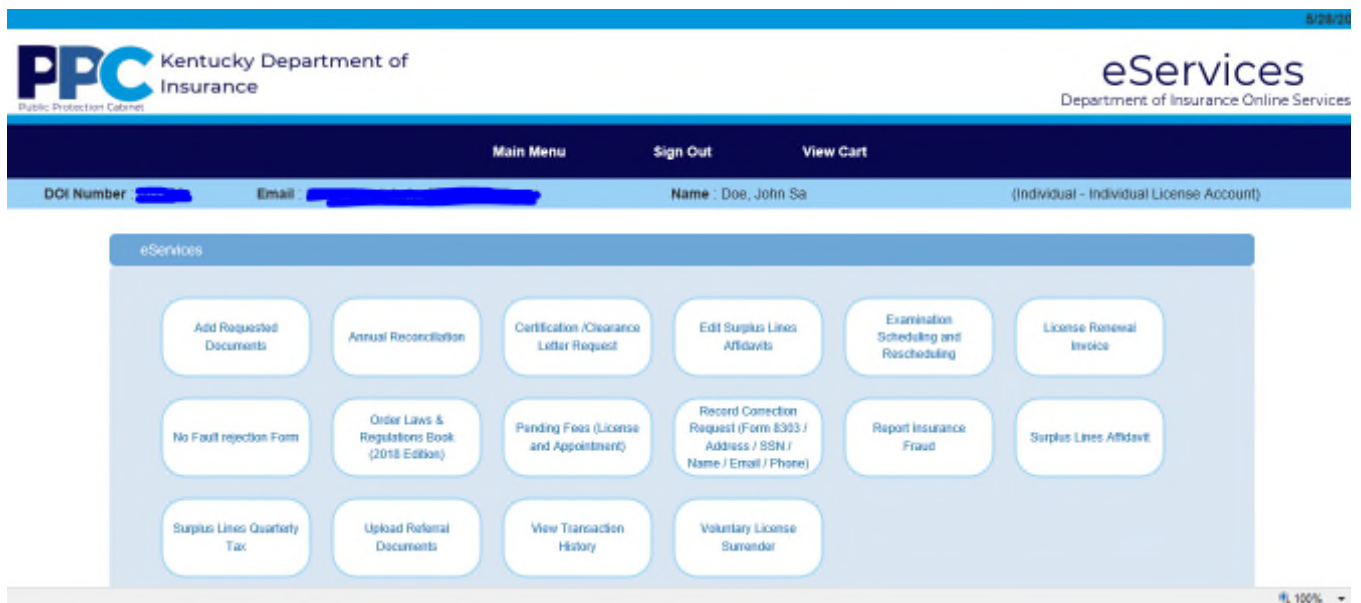 5/28/20
PPC
Public Protection Cabinet
Kentucky Department of
Insurance
eServices
Department of Insurance Online Services
Main Menu Sign Out View Cart
DOI Number : Email : Name : Doe, John Sa (Individual - Individual License Account)
eServices
Add Requested
Documents
Annual Reconciliation
Certification /Clearance
Letter Request
Edit Surplus Lines
Affidavits
Examination
Scheduling and
Rescheduling
License Renewal
Invoice
No Fault rejection Form
Order Laws &
Regulations Book
(2018 Edition)
Pending Fees (License
and Appointment)
Record Correction
Request (Form 8303 /
Address / SSN /
Name / Email / Phone)
Report Insurance
Fraud
Surplus Lines Affidavit
Surplus Lines Quarterly
Tax
Upload Referral
Documents
View Transaction
History
Voluntary License
Surrender
100%